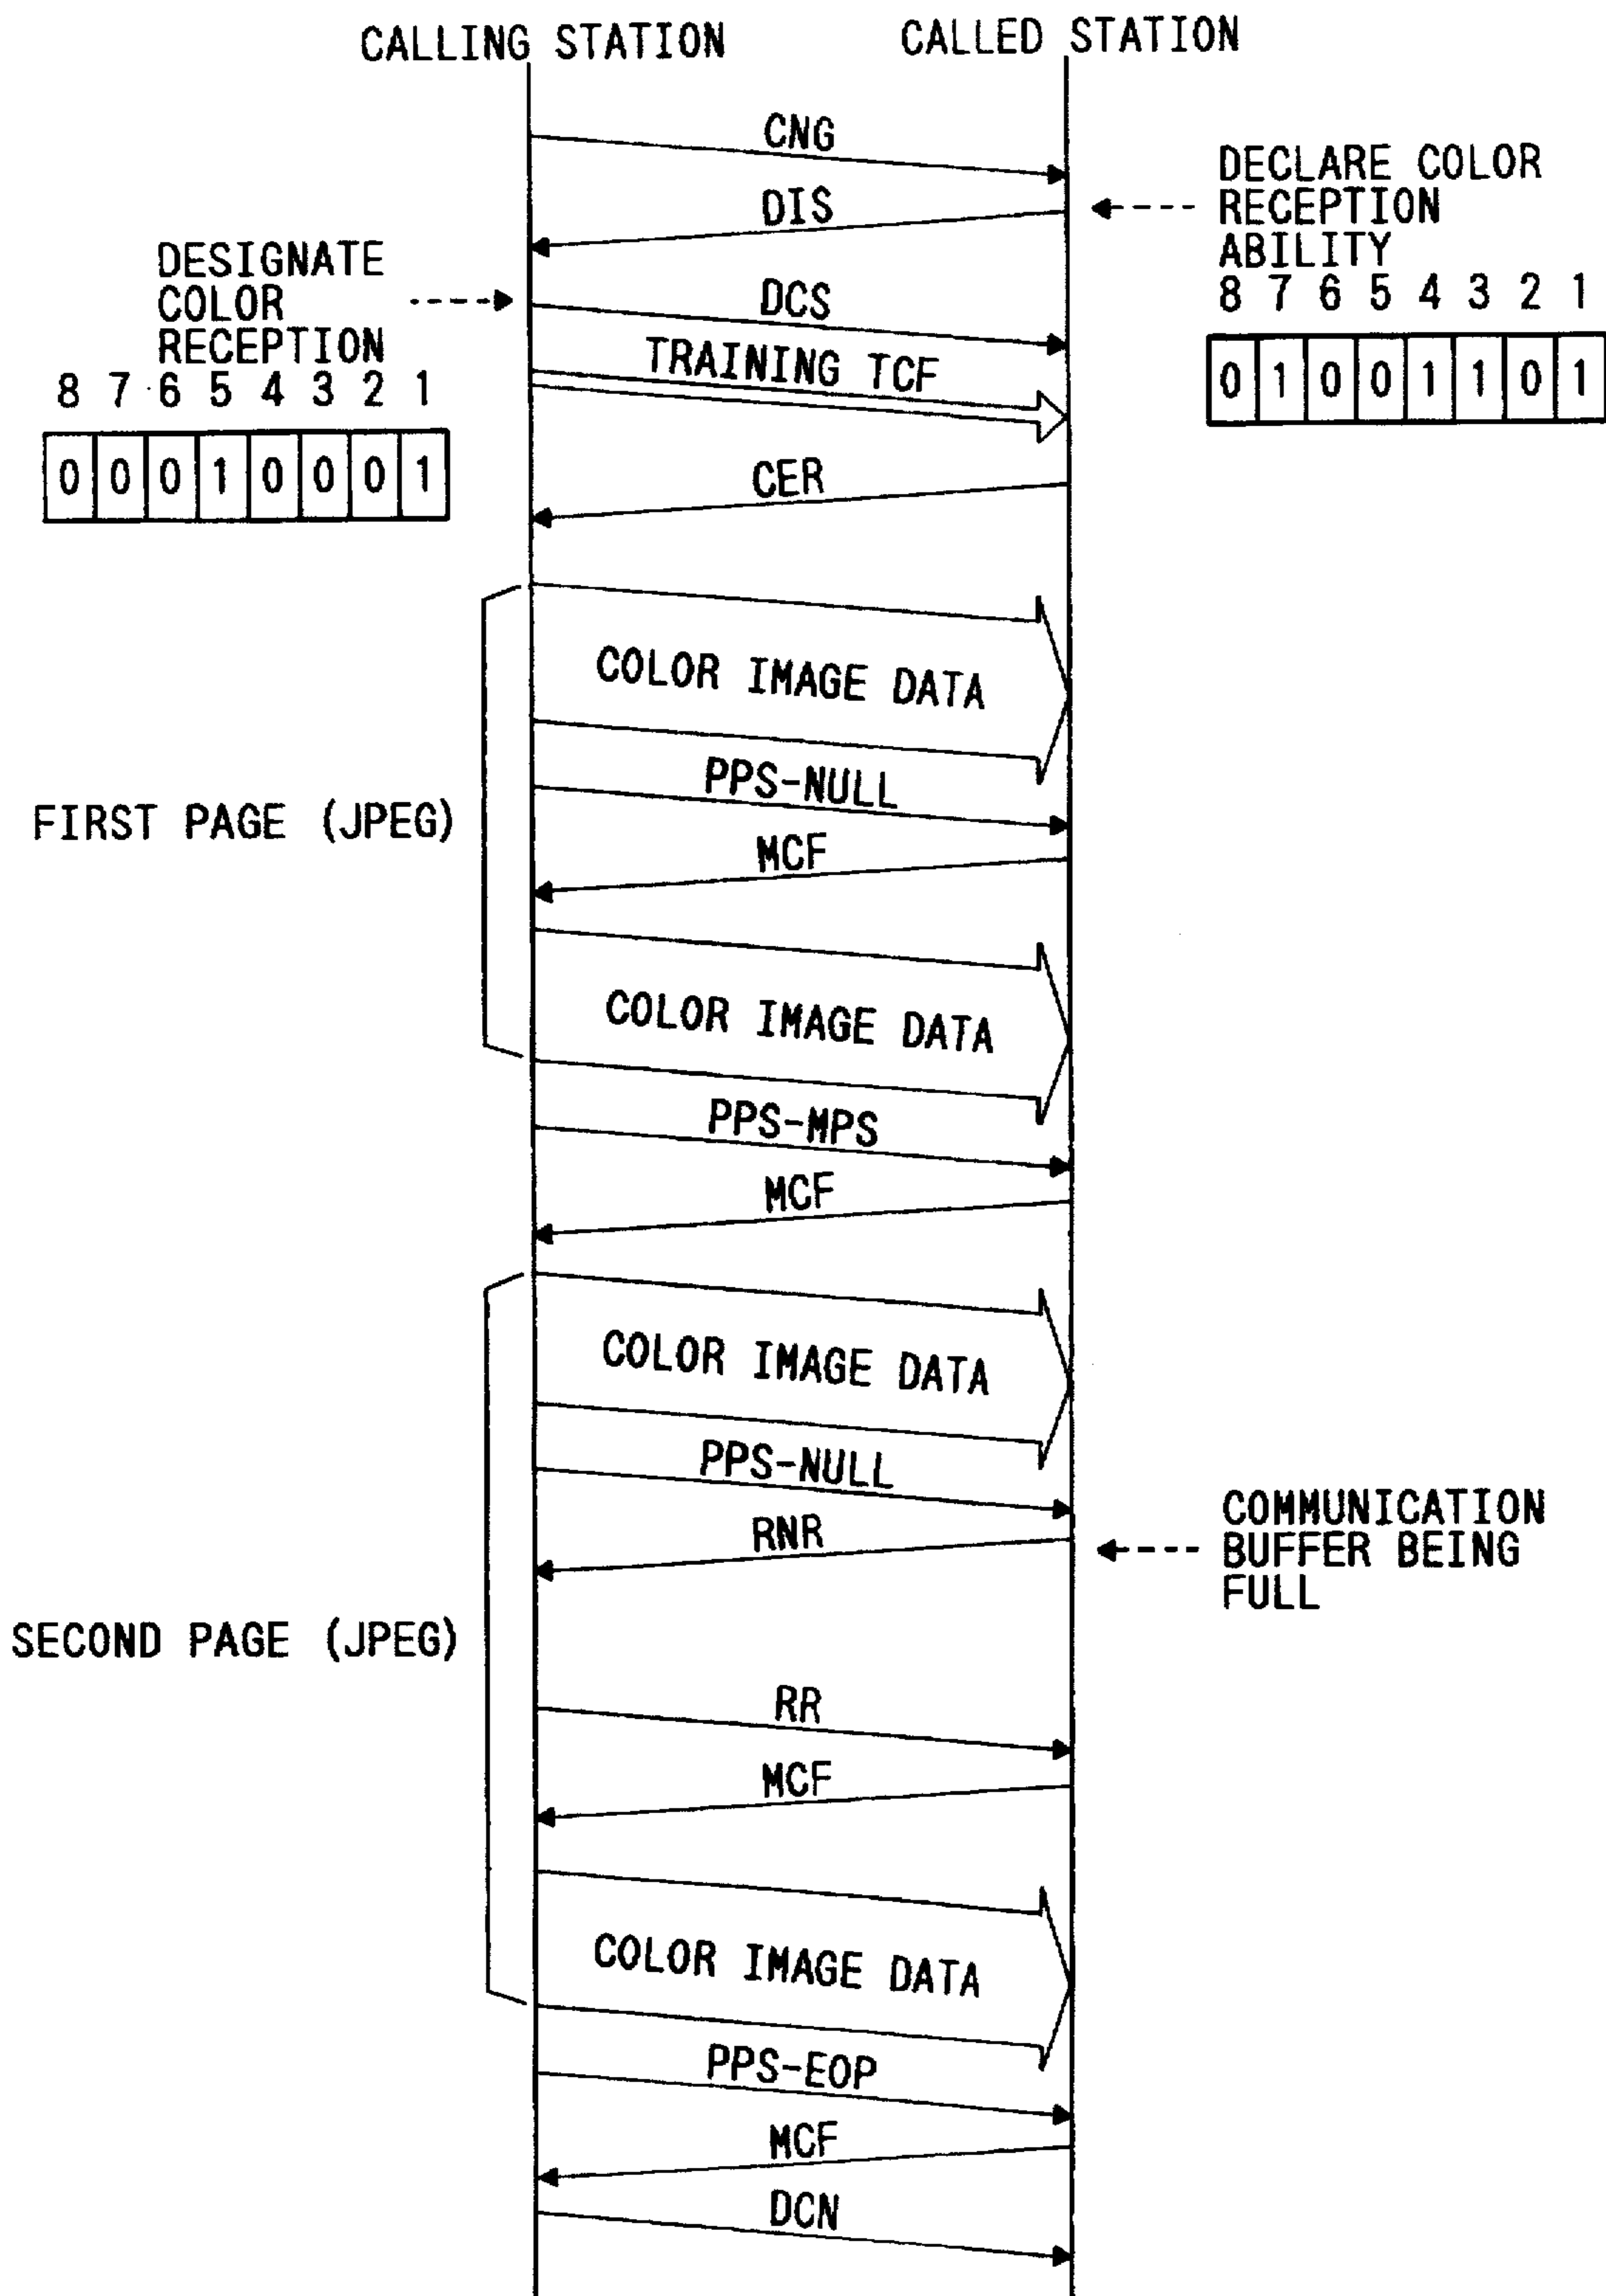 CALLING STATION
CALLED STATION
CNG
DECLARE COLOR
RECEPTION
ABILITY
8 7 6 5 4 3 2 1
0 1 0 0 1 1 0 1
DIS
DESIGNATE
COLOR
RECEPTION
8 7 6 5 4 3 2 1
0 0 0 1 0 0 0 1
DCS
TRAINING TCF
CER
COLOR IMAGE DATA
PPS-NULL
FIRST PAGE (JPEG)
MCF
COLOR IMAGE DATA
PPS-MPS
MCF
COLOR IMAGE DATA
PPS-NULL
RNR
COMMUNICATION
BUFFER BEING
FULL
SECOND PAGE (JPEG)
RR
MCF
COLOR IMAGE DATA
PPS-EOP
MCF
DCN